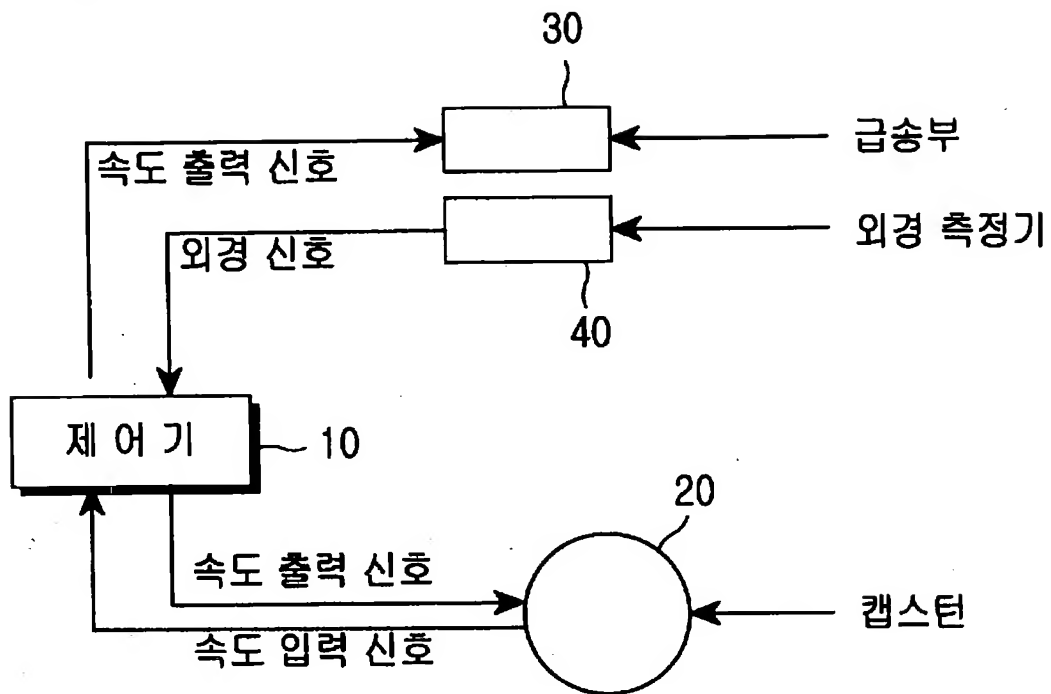 30
급송부
속도 출력 신호
외경 측정기
외경 신호
40
제 어 기
10
20
속도 출력 신호
캡스턴
속도 입력 신호